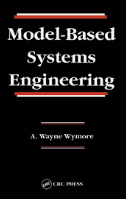 Model-Based
Systems
Engineering
A. Wayne Wymore
CRC PRESS